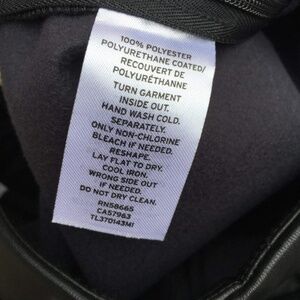 100% POLYESTER
POLYURETHANE COATED/
RECOUVERT DE
POLYURÉTHANNE
TURN GARMENT
INSIDE OUT.
HAND WASH COLD.
SEPARATELY.
ONLY NON-CHLORINE
BLEACH IF NEEDED.
RESHAPE.
LAY FLAT TO DRY.
COOL IRON.
WRONG SIDE OUT
IF NEEDED.
DO NOT DRY CLEAN.
RN58665
CA57963
TL370143MI